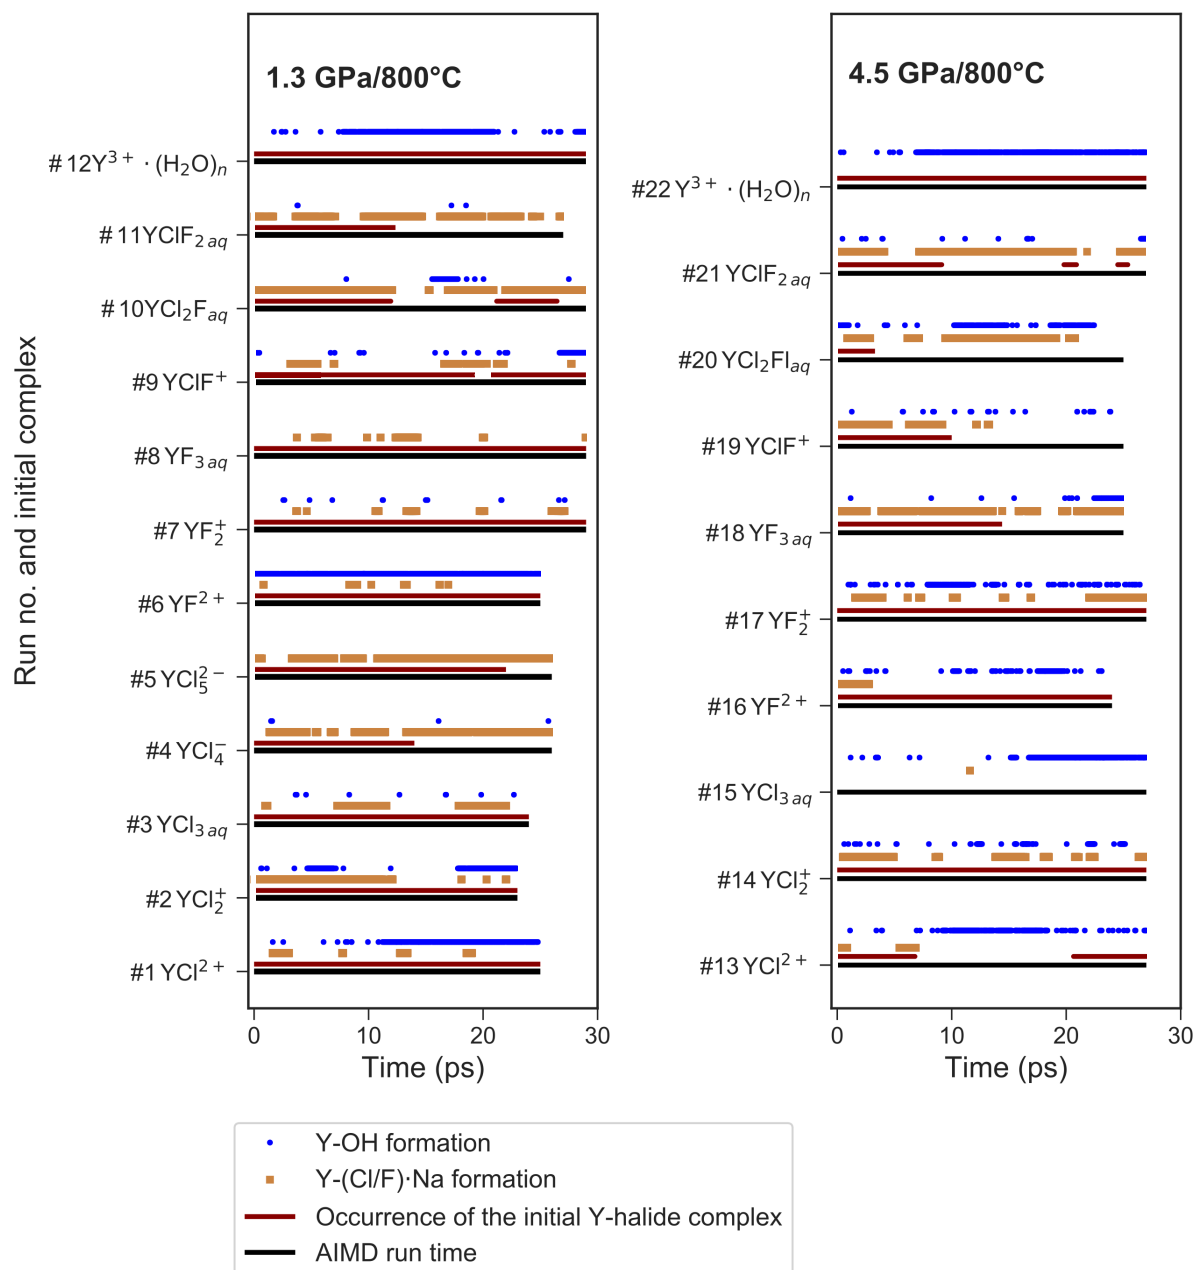 1.3 GPa/800°C
4.5 GPa/800°C
Run no. and initial complex
# 12Y³⁺ · (H₂O)ₙ
# 11YClF₂ aq
# 10YCl₂Faq
#9 YClF⁺
#8 YF₃ aq
#7 YF₂⁺
#6 YF²⁺
#5 YCl₅²⁻
#4 YCl₄⁻
#3 YCl₃ aq
#2 YCl₂⁺
#1 YCl²⁺
#22 Y³⁺ · (H₂O)ₙ
#21 YClF₂ aq
#20 YCl₂Flaq
#19 YClF⁺
#18 YF₃ aq
#17 YF₂⁺
#16 YF²⁺
#15 YCl₃ aq
#14 YCl₂⁺
#13 YCl²⁺
0 10 20 30
0 10 20 30
Time (ps)
Time (ps)
Y-OH formation
Y-(Cl/F)·Na formation
Occurrence of the initial Y-halide complex
AIMD run time